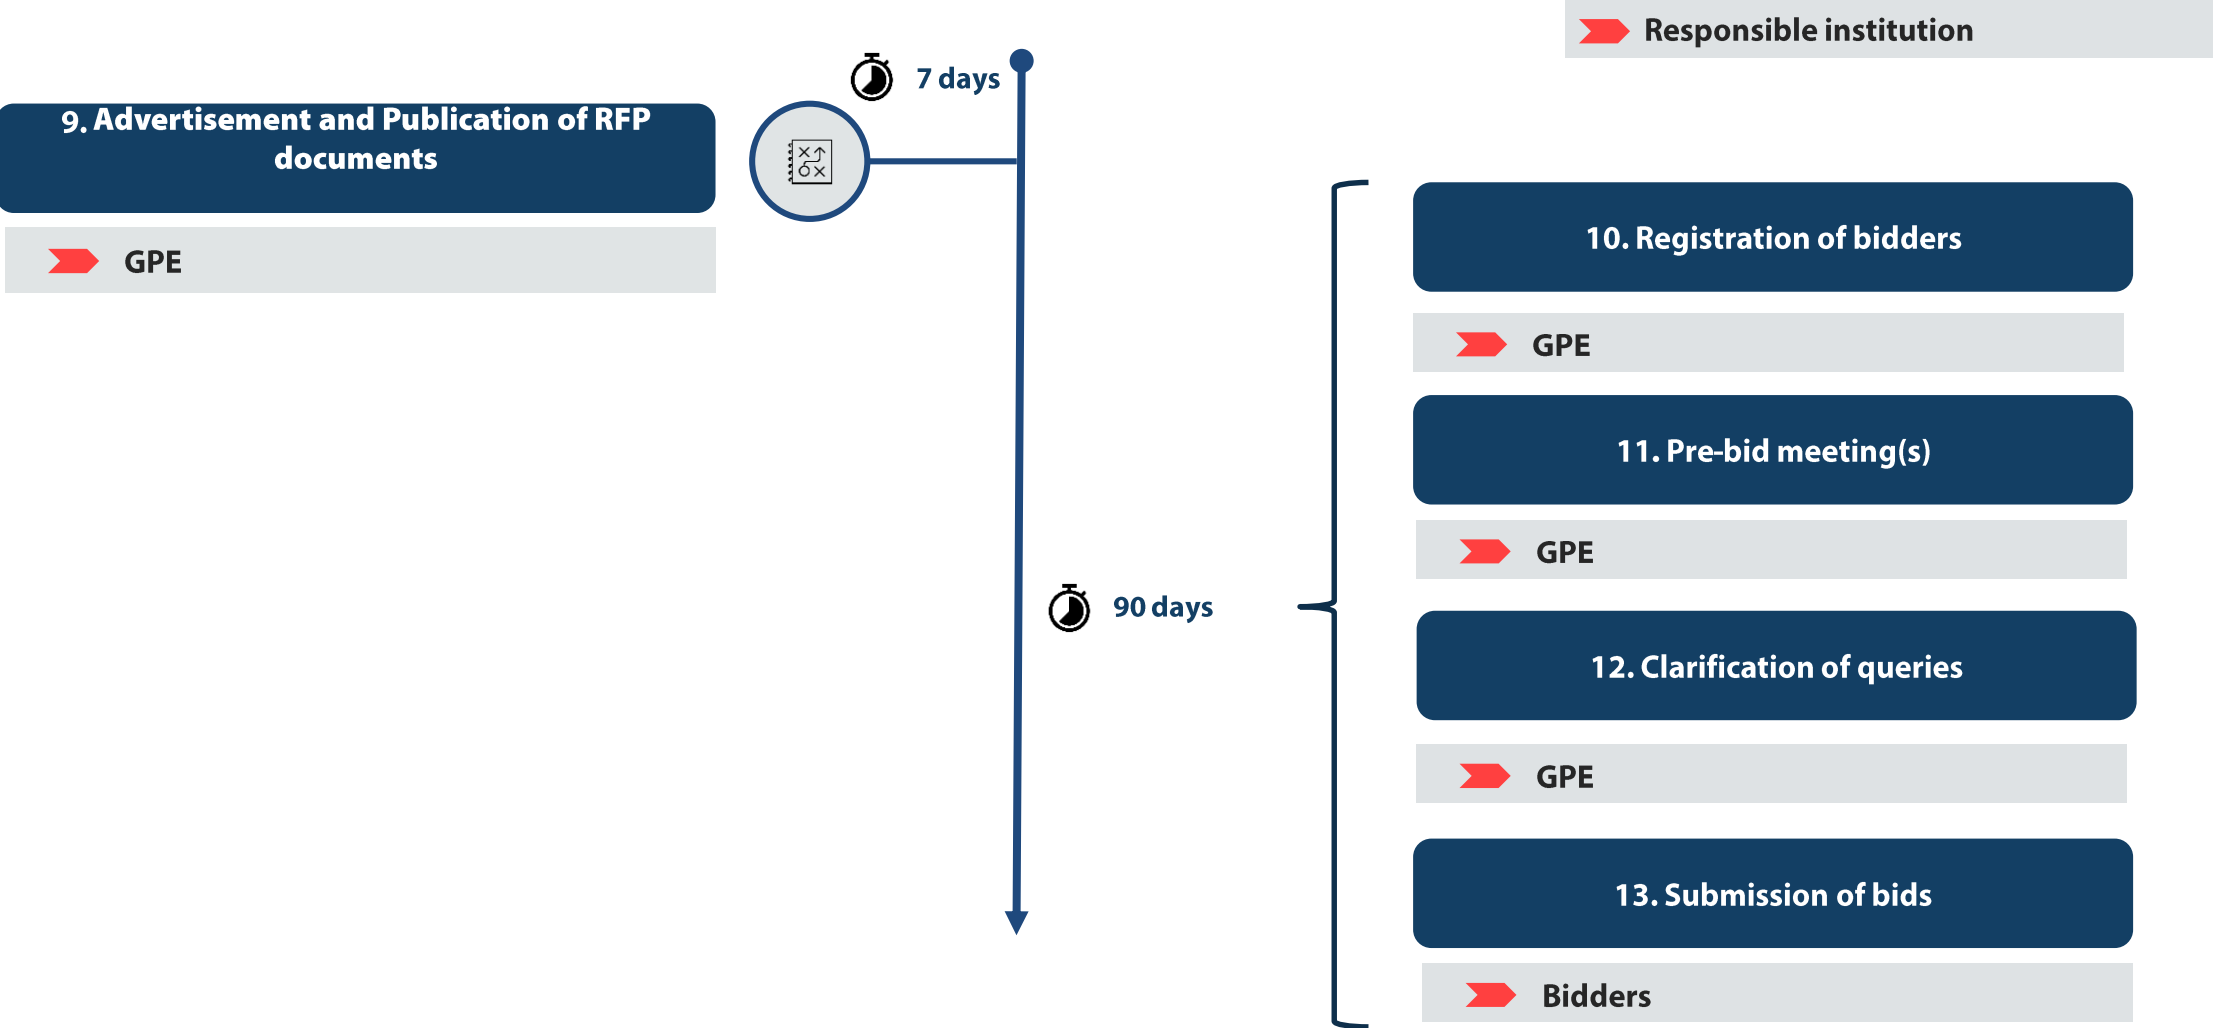 Responsible institution
7 days
9. Advertisement and Publication of RFP
documents
GPE
10. Registration of bidders
GPE
11. Pre-bid meeting(s)
GPE
90 days
12. Clarification of queries
GPE
13. Submission of bids
Bidders